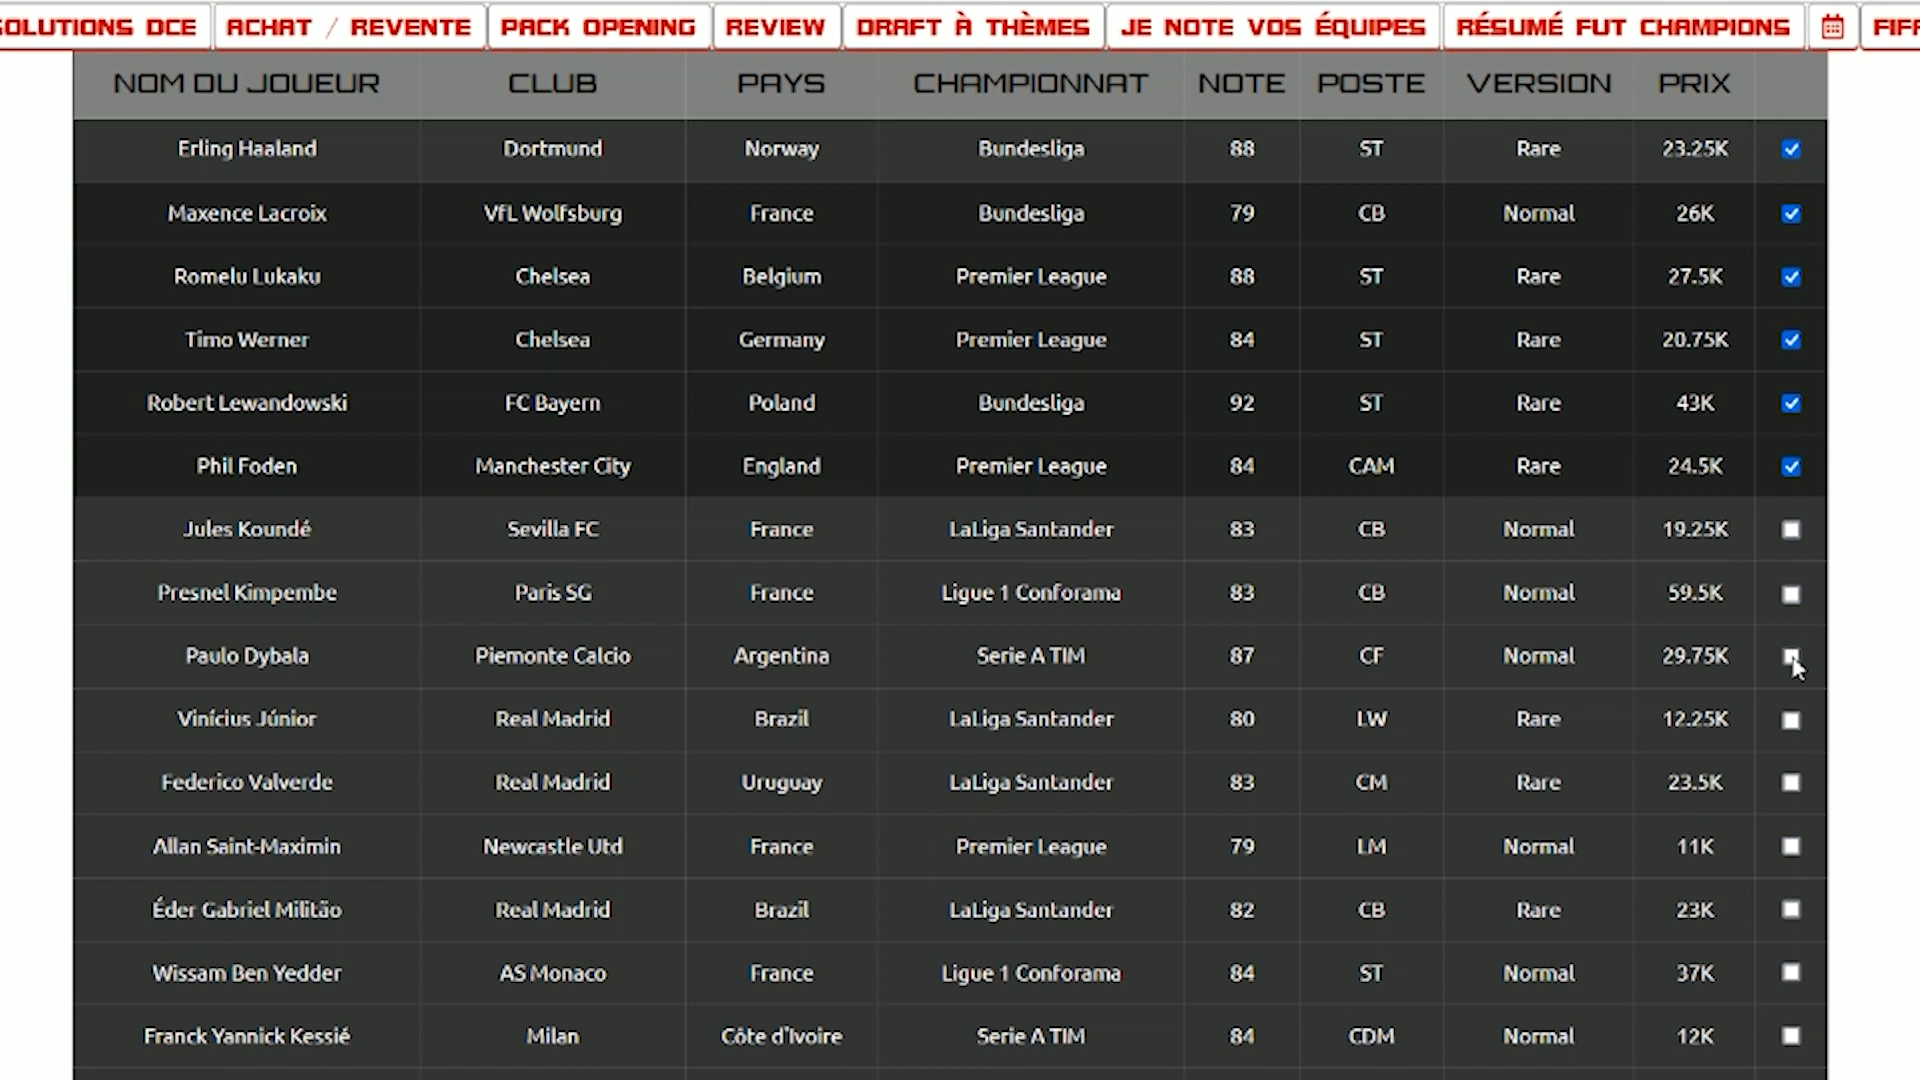 OLUTIONS DCE ACHAT / REVENTE PACK OPENING REVIEW DRAFT À THÈMES JE NOTE VOS ÉQUIPES RÉSUMÉ FUT CHAMPIONS FIF
NOM DU JOUEUR CLUB PAYS CHAMPIONNAT NOTE POSTE VERSION PRIX
Erling Haaland Dortmund Norway Bundesliga 88 ST Rare 23.25K
Maxence Lacroix VfL Wolfsburg France Bundesliga 79 CB Normal 26K
Romelu Lukaku Chelsea Belgium Premier League 88 ST Rare 27.5K
Timo Werner Chelsea Germany Premier League 84 ST Rare 20.75K
Robert Lewandowski FC Bayern Poland Bundesliga 92 ST Rare 43K
Phil Foden Manchester City England Premier League 84 CAM Rare 24.5K
Jules Koundé Sevilla FC France LaLiga Santander 83 CB Normal 19.25K
Presnel Kimpembe Paris SG France Ligue 1 Conforama 83 CB Normal 59.5K
Paulo Dybala Piemonte Calcio Argentina Serie A TIM 87 CF Normal 29.75K
Vinícius Júnior Real Madrid Brazil LaLiga Santander 80 LW Rare 12.25K
Federico Valverde Real Madrid Uruguay LaLiga Santander 83 CM Rare 23.5K
Allan Saint-Maximin Newcastle Utd France Premier League 79 LM Normal 11K
Éder Gabriel Militão Real Madrid Brazil LaLiga Santander 82 CB Rare 23K
Wissam Ben Yedder AS Monaco France Ligue 1 Conforama 84 ST Normal 37K
Franck Yannick Kessié Milan Côte d'Ivoire Serie A TIM 84 CDM Normal 12K